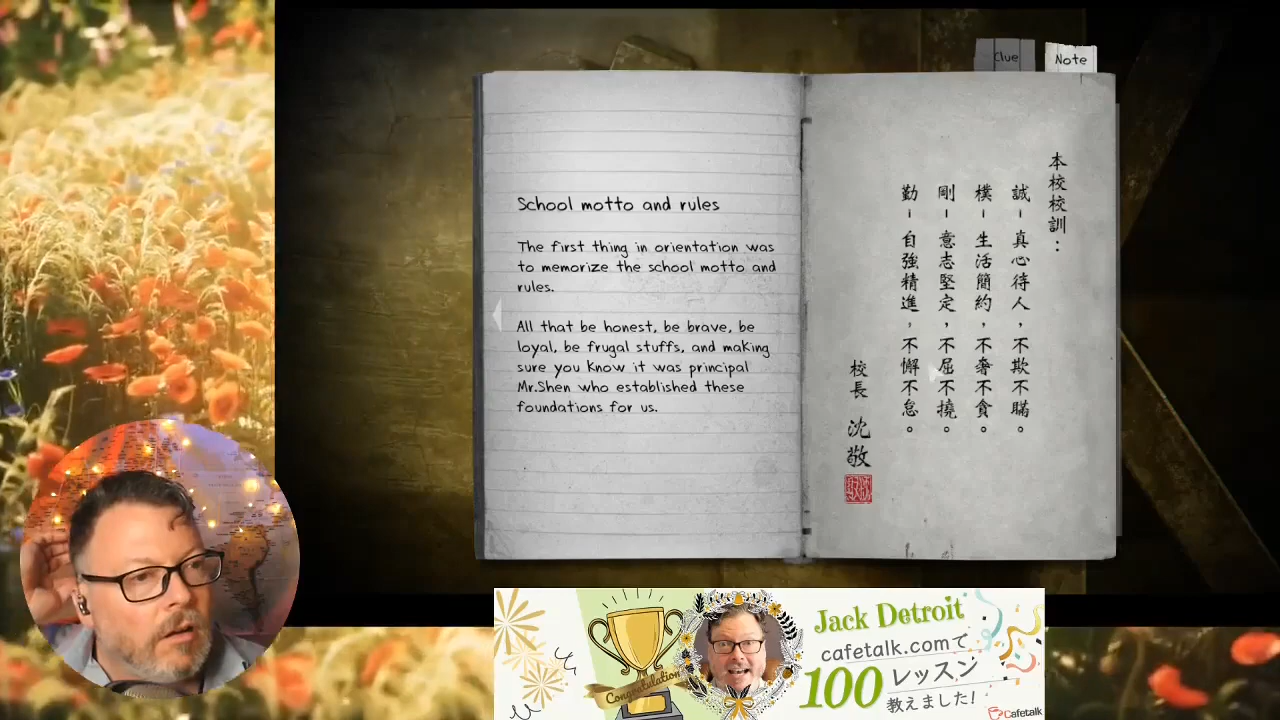 Clue
Note
School motto and rules
The first thing in orientation was
to memorize the school motto and
rules.
All that be honest, be brave, be
loyal, be frugal stuffs, and making
sure you know it was principal
Mr.Shen who established these
foundations for us.
本校校訓：
誠－真心待人，不欺不瞞。
樸－生活簡約，不奢不貪。
剛－意志堅定，不屈不撓。
勤－自強精進，不懈不怠。
校長 沈敬
Congratulation
Jack Detroit
cafetalk.comで
100レッスン
教えました!
Cafetalk